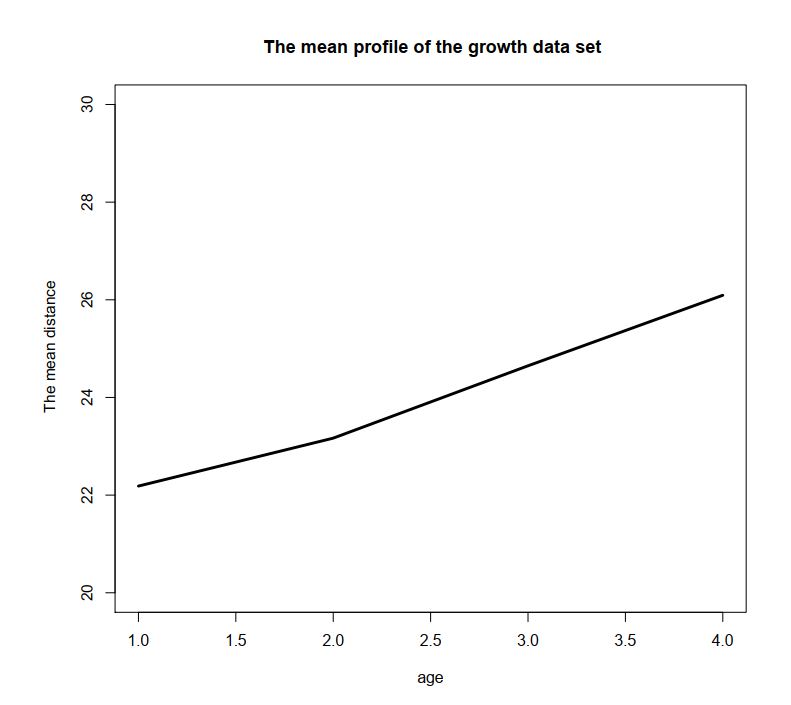 The mean profile of the growth data set
The mean distance
30
28
26
24
22
20
1.0 1.5 2.0 2.5 3.0 3.5 4.0
age